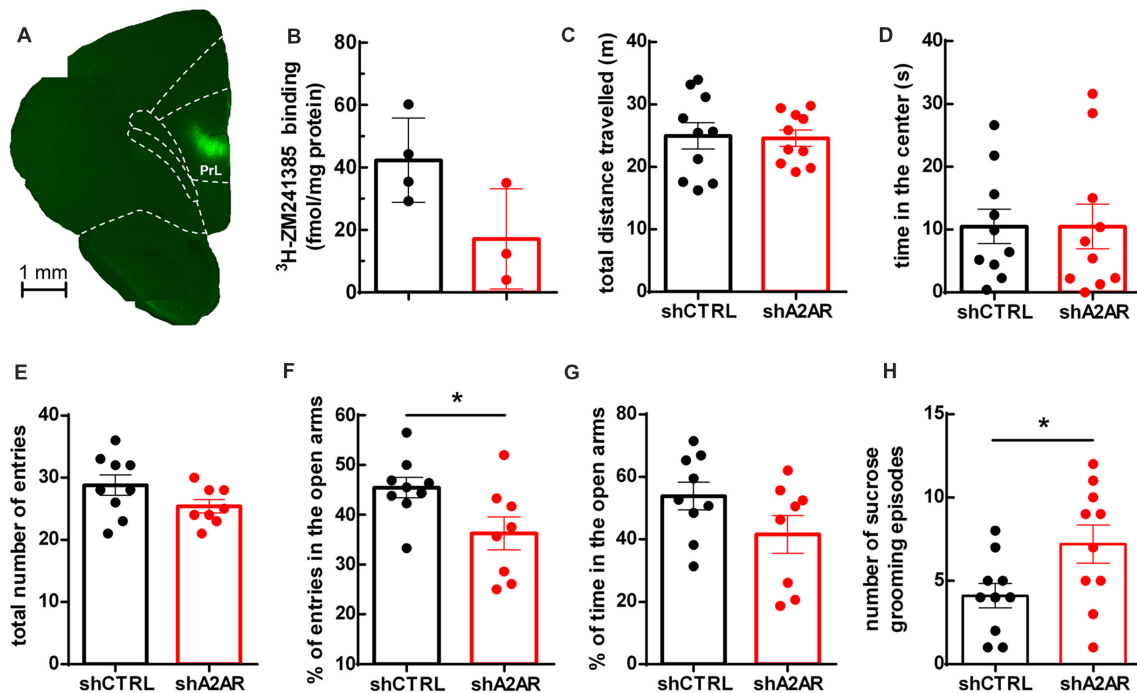 A
PrL
1 mm
B
³H-ZM241385 binding
(fmol/mg protein)
80
60
40
20
0
C
total distance travelled (m)
40
30
20
10
0
shCTRL shA2AR
D
time in the center (s)
40
30
20
10
0
shCTRL shA2AR
E
total number of entries
40
30
20
10
0
shCTRL shA2AR
F
% of entries in the open arms
60
50
40
30
20
10
*
shCTRL shA2AR
G
% of time in the open arms
80
60
40
20
0
shCTRL shA2AR
H
number of sucrose
grooming episodes
15
10
5
0
*
shCTRL shA2AR